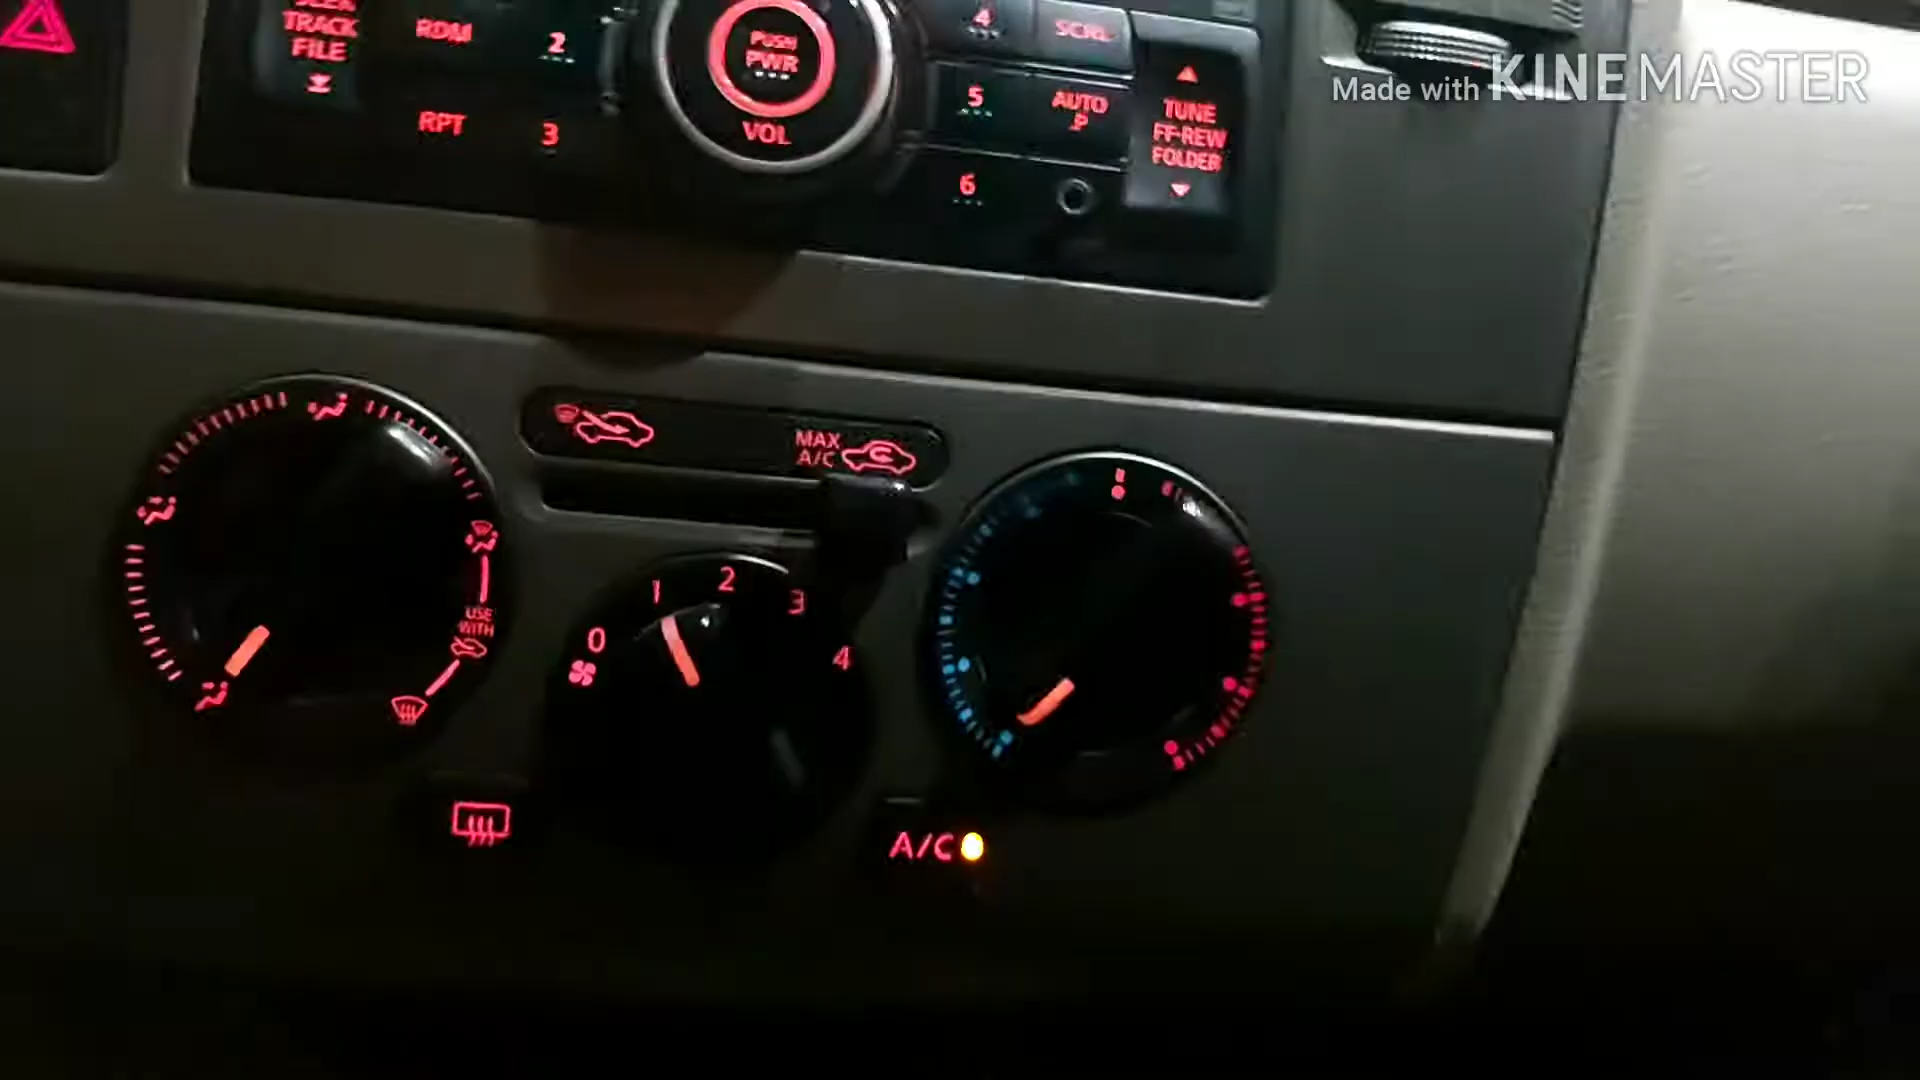 SEEK
TRACK
FILE
RDM
2
RPT
3
PUSH
PWR
VOL
4
SCRL
5
AUTO
P
6
TUNE
FF-REW
FOLDER
Made with KINEMASTER
MAX
A/C
USE
WITH
0
1
2
3
4
A/C